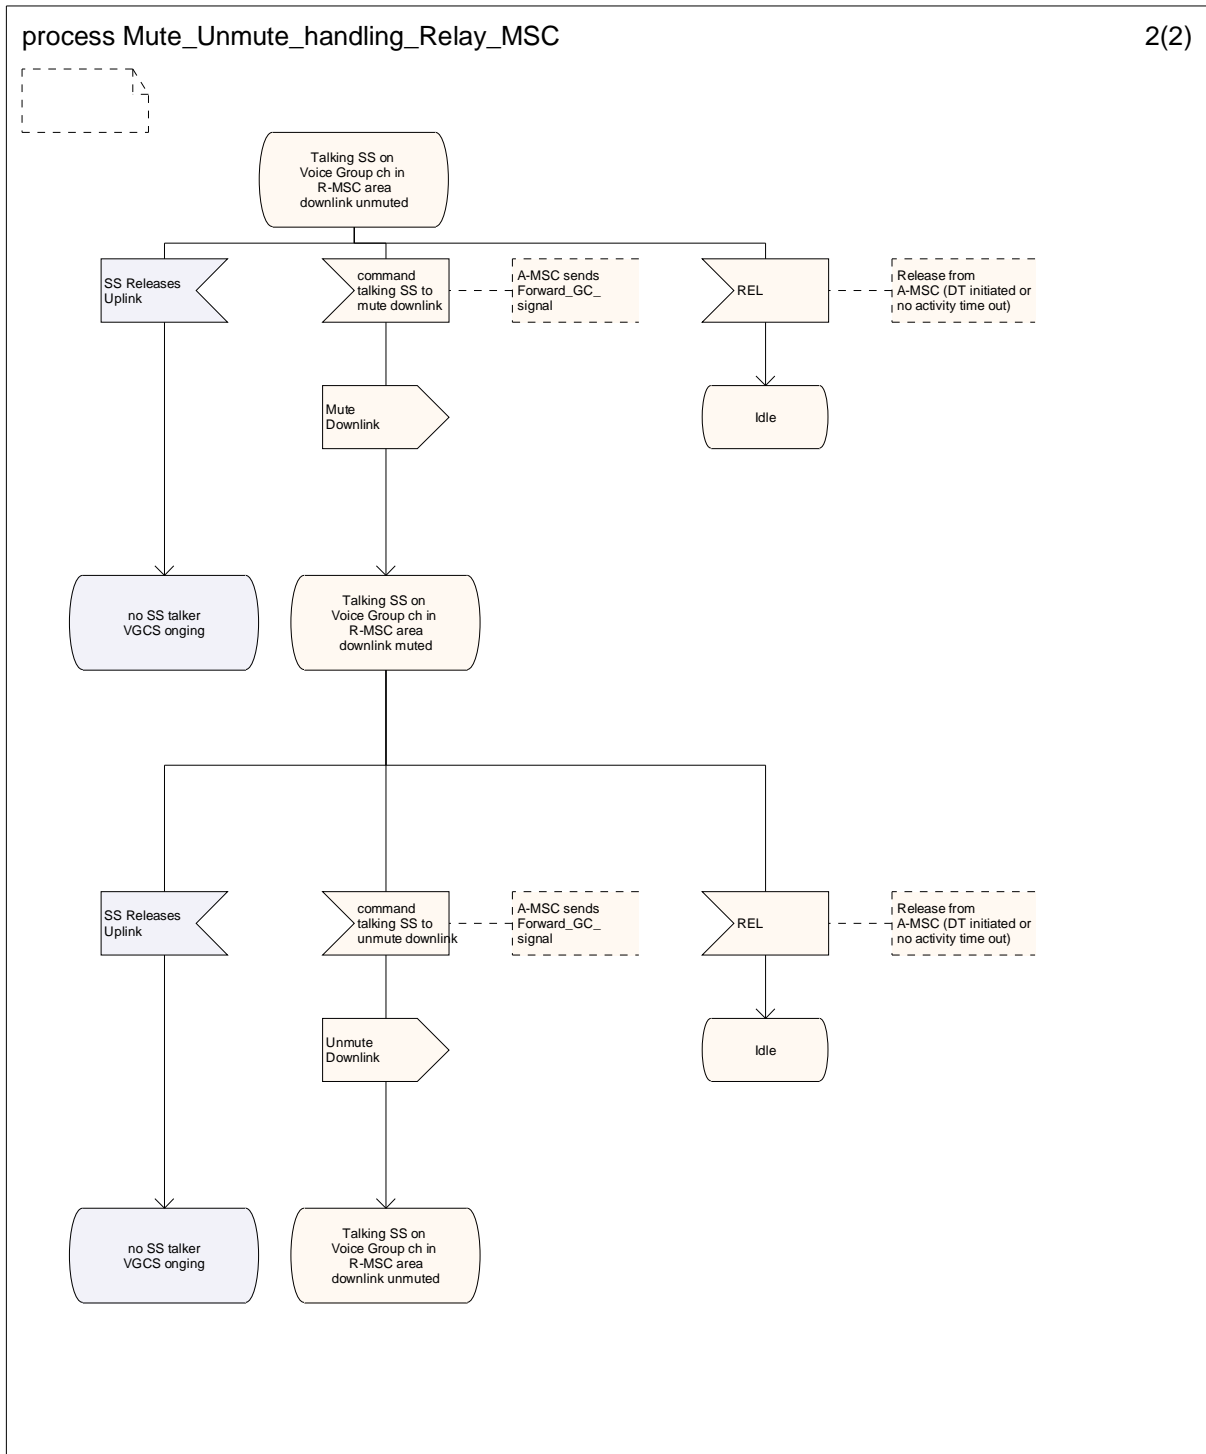 process Mute_Unmute_handling_Relay_MSC
2(2)
Talking SS on
Voice Group ch in
R-MSC area
downlink unmuted
SS Releases
Uplink
command
talking SS to
mute downlink
A-MSC sends
Forward_GC_
signal
REL
Release from
A-MSC (DT initiated or
no activity time out)
Mute
Downlink
Idle
no SS talker
VGCS onging
Talking SS on
Voice Group ch in
R-MSC area
downlink muted
SS Releases
Uplink
command
talking SS to
unmute downlink
A-MSC sends
Forward_GC_
signal
REL
Release from
A-MSC (DT initiated or
no activity time out)
Unmute
Downlink
Idle
no SS talker
VGCS onging
Talking SS on
Voice Group ch in
R-MSC area
downlink unmuted